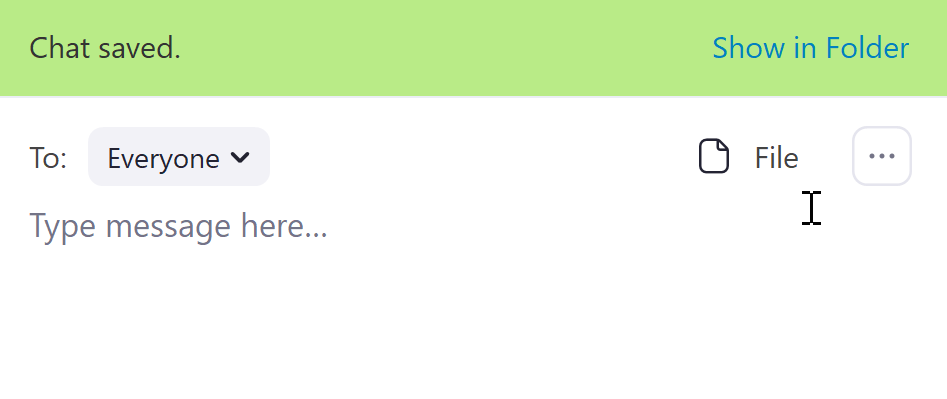 Chat saved. Show in Folder
To: Everyone File
Type message here...